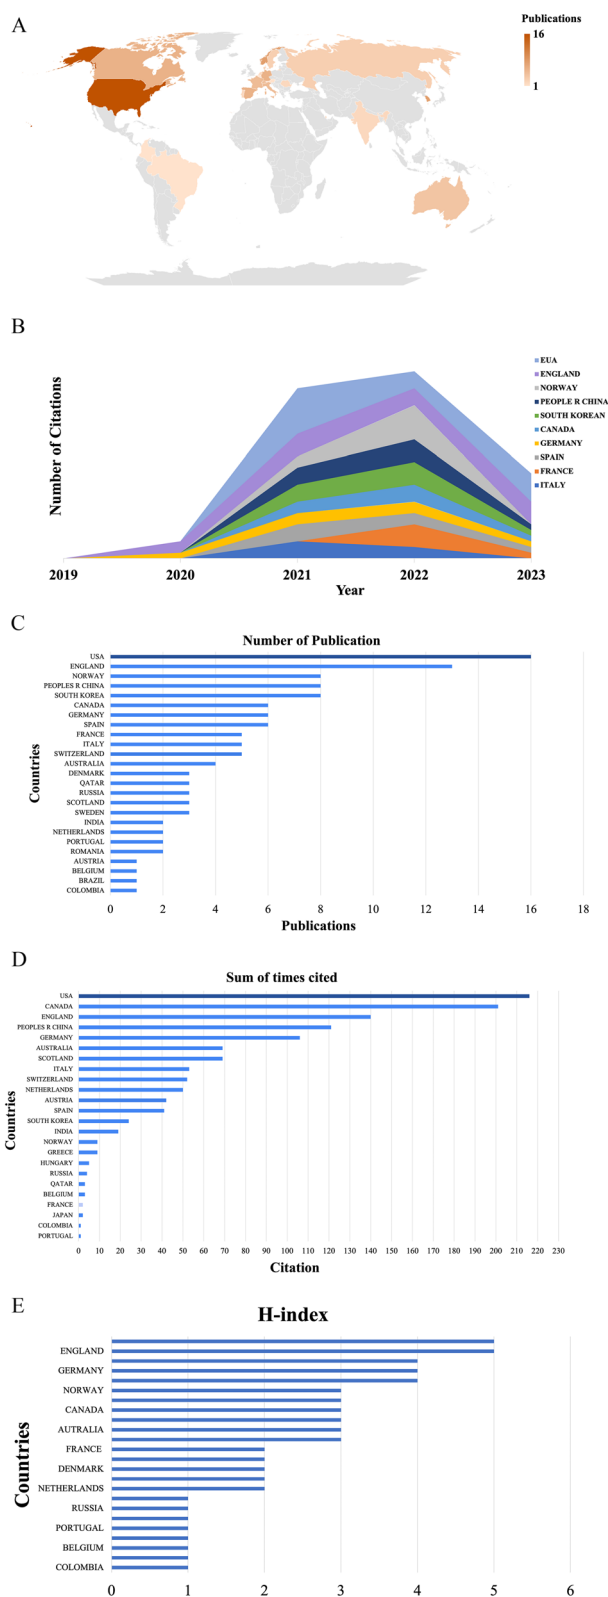 A
Publications
16
1
B
Number of Citations
EUA
ENGLAND
NORWAY
PEOPLE R CHINA
SOUTH KOREAN
CANADA
GERMANY
SPAIN
FRANCE
ITALY
2019 2020 2021 2022 2023
Year
C
Number of Publication
Countries
USA
ENGLAND
NORWAY
PEOPLES R CHINA
SOUTH KOREA
CANADA
GERMANY
SPAIN
FRANCE
ITALY
SWITZERLAND
AUSTRALIA
DENMARK
QATAR
RUSSIA
SCOTLAND
SWEDEN
INDIA
NETHERLANDS
PORTUGAL
ROMANIA
AUSTRIA
BELGIUM
BRAZIL
COLOMBIA
0 2 4 6 8 10 12 14 16 18
Publications
D
Sum of times cited
Countries
USA
CANADA
ENGLAND
PEOPLES R CHINA
GERMANY
AUSTRALIA
SCOTLAND
ITALY
SWITZERLAND
NETHERLANDS
AUSTRIA
SPAIN
SOUTH KOREA
INDIA
NORWAY
GREECE
HUNGARY
RUSSIA
QATAR
BELGIUM
FRANCE
JAPAN
COLOMBIA
PORTUGAL
0 10 20 30 40 50 60 70 80 90 100 110 120 130 140 150 160 170 180 190 200 210 220 230
Citation
E
H-index
Countries
ENGLAND
GERMANY
NORWAY
CANADA
AUTRALIA
FRANCE
DENMARK
NETHERLANDS
RUSSIA
PORTUGAL
BELGIUM
COLOMBIA
0 1 2 3 4 5 6